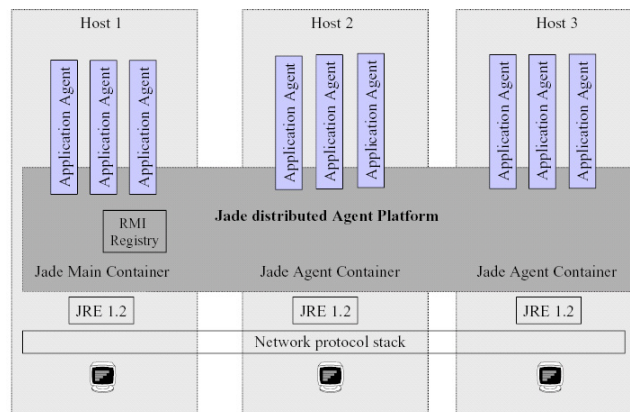 Host 1
Host 2
Host 3
Application Agent
Application Agent
Application Agent
Application Agent
Application Agent
Application Agent
Application Agent
Application Agent
Application Agent
Jade distributed Agent Platform
RMI
Registry
Jade Main Container
Jade Agent Container
Jade Agent Container
JRE 1.2
JRE 1.2
JRE 1.2
Network protocol stack